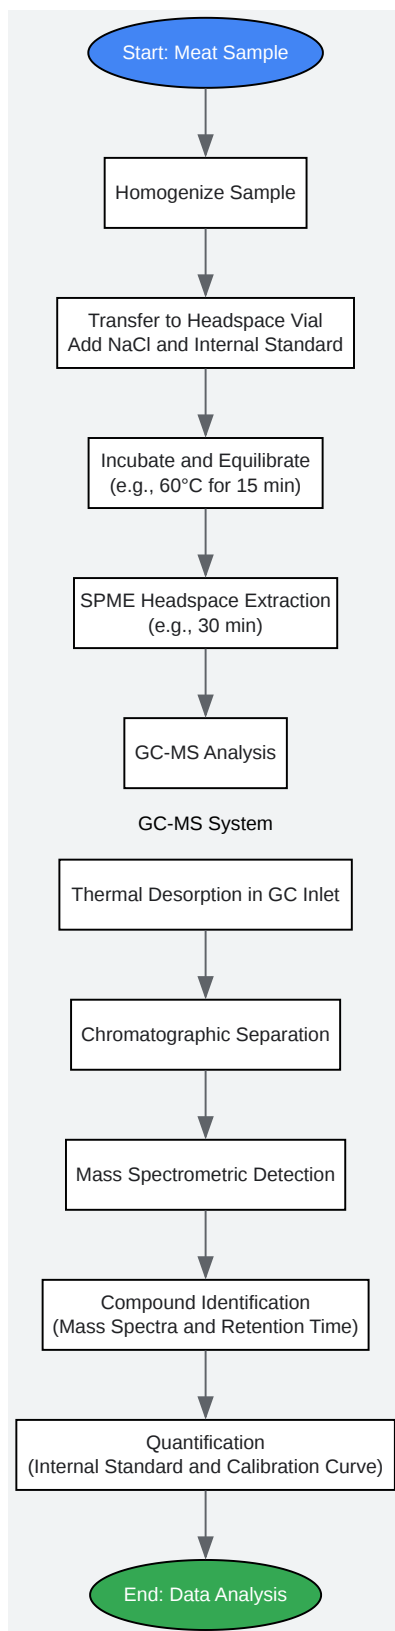 Start: Meat Sample
Homogenize Sample
Transfer to Headspace Vial
Add NaCl and Internal Standard
Incubate and Equilibrate
(e.g., 60°C for 15 min)
SPME Headspace Extraction
(e.g., 30 min)
GC-MS Analysis
GC-MS System
Thermal Desorption in GC Inlet
Chromatographic Separation
Mass Spectrometric Detection
Compound Identification
(Mass Spectra and Retention Time)
Quantification
(Internal Standard and Calibration Curve)
End: Data Analysis